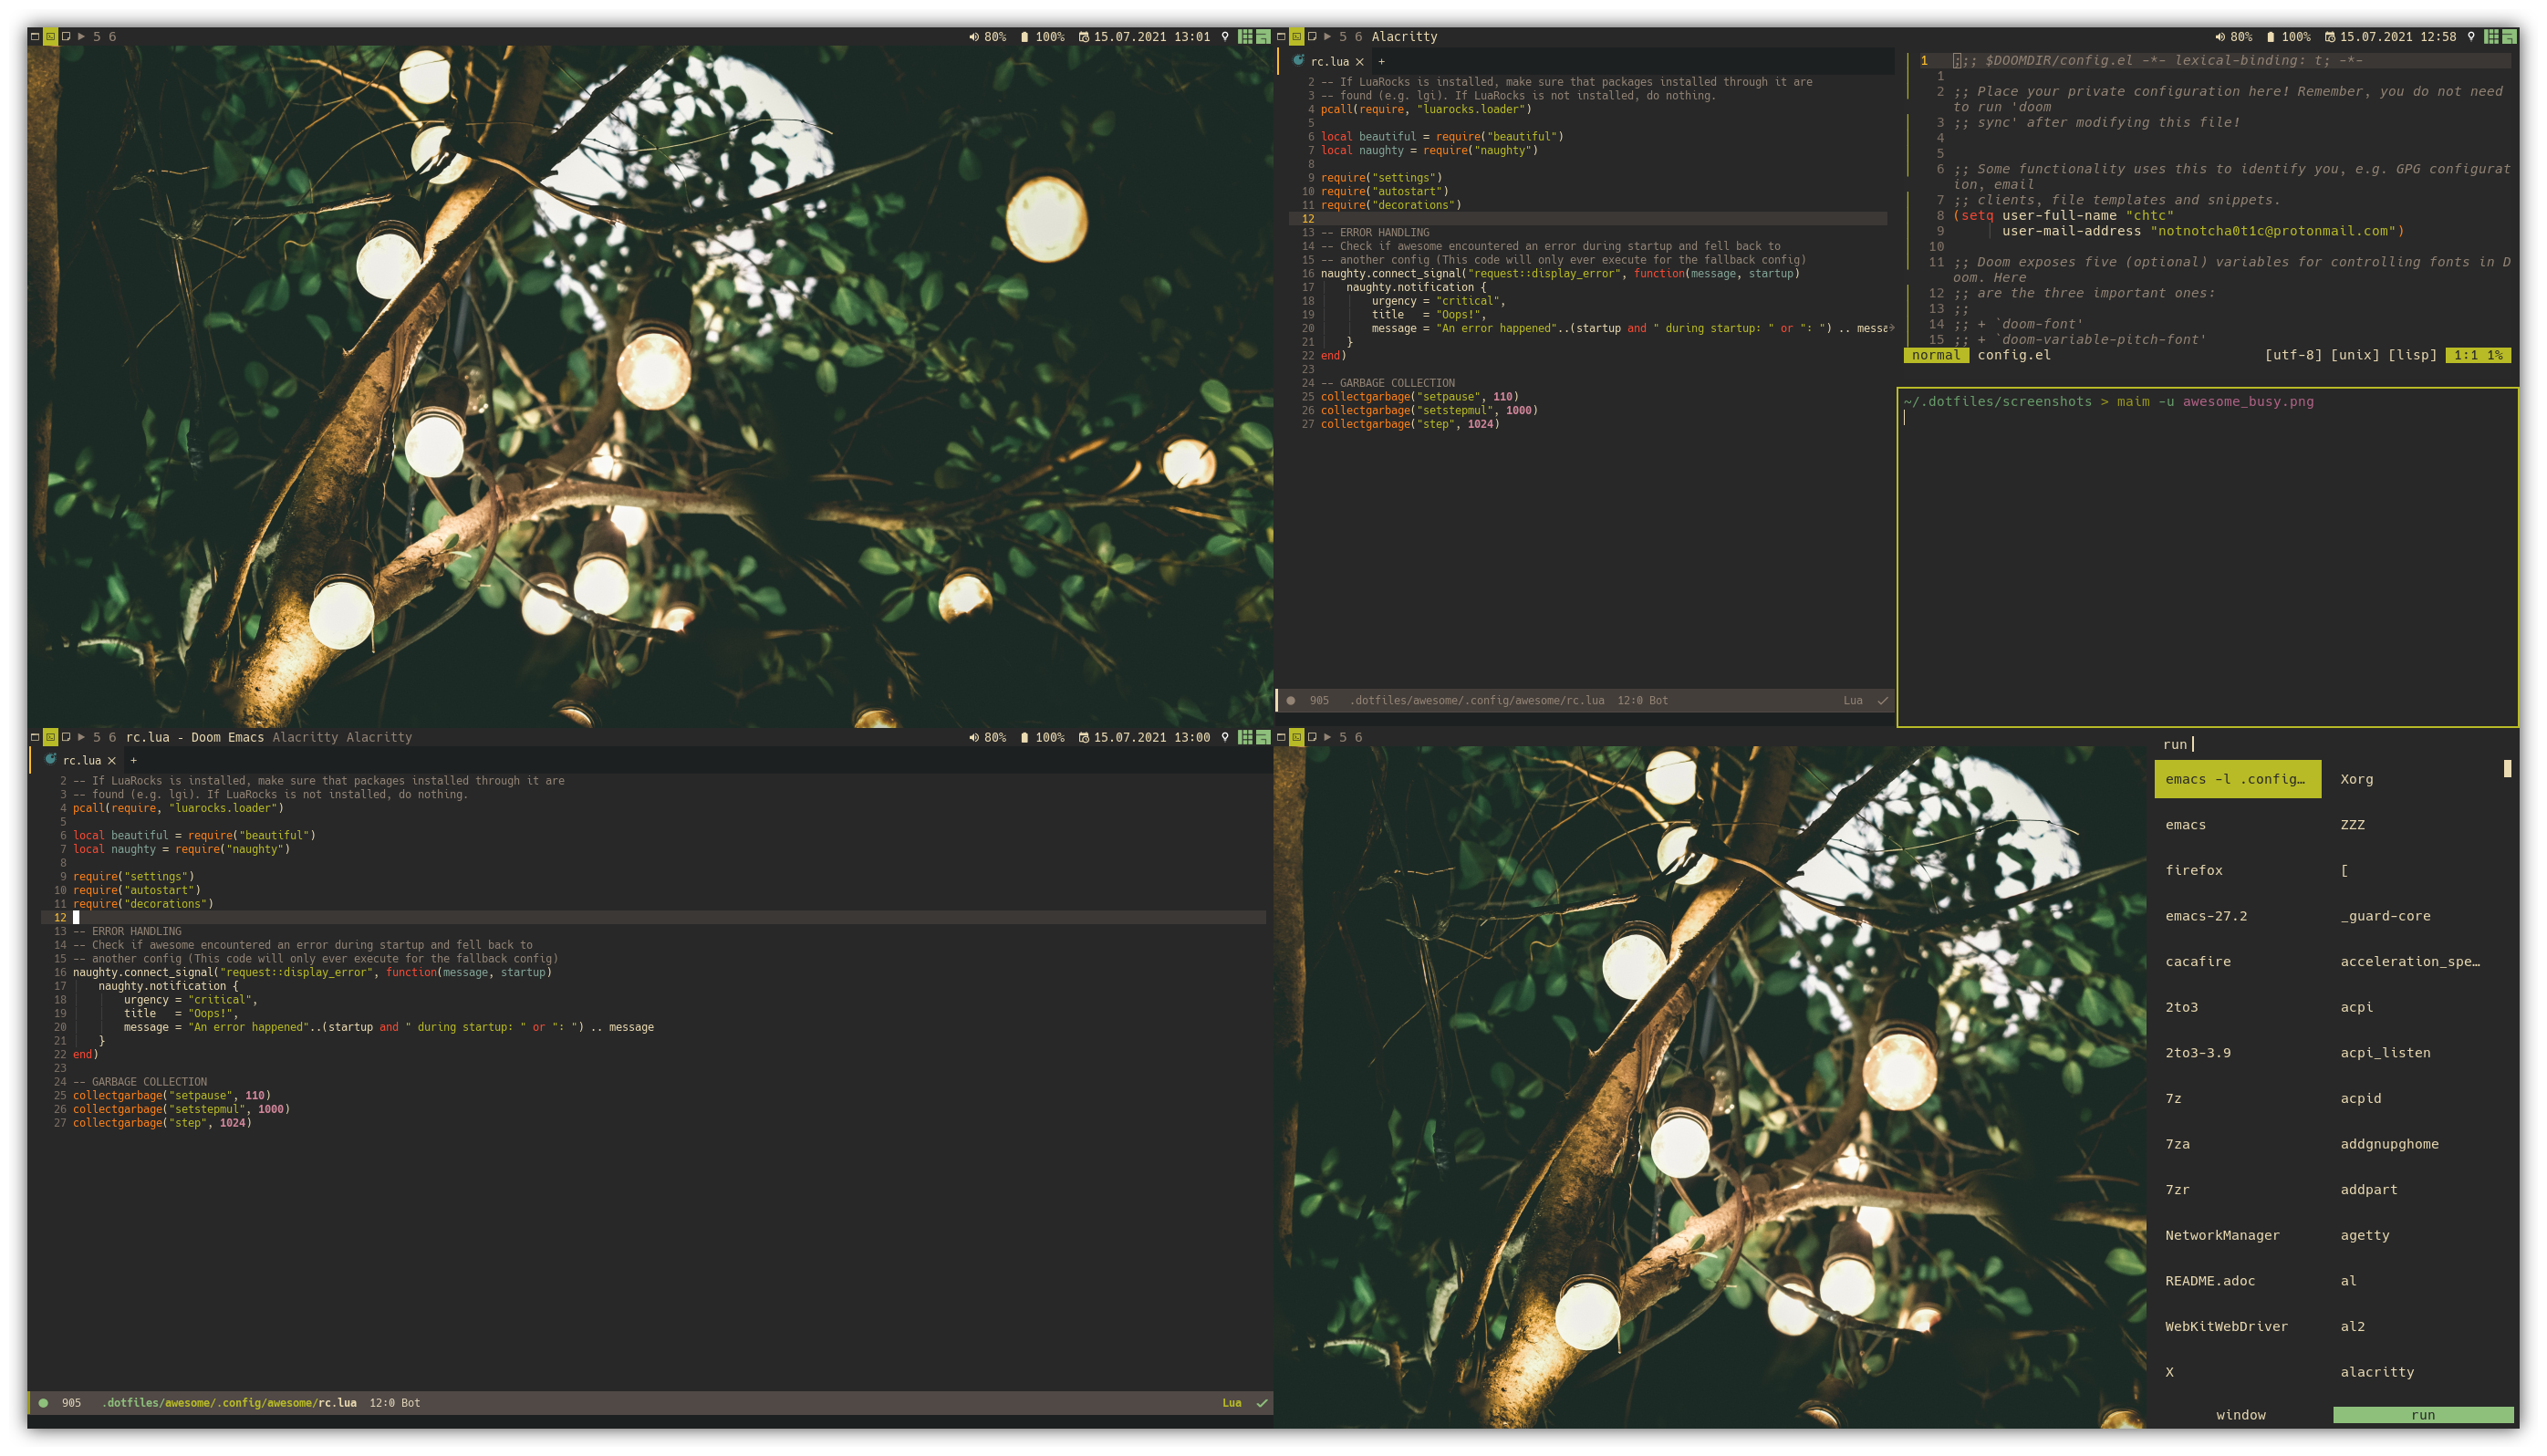 5 6
80% 100% 15.07.2021 13:01
5 6 Alacritty
80% 100% 15.07.2021 12:58
rc.lua × +
2 -- If LuaRocks is installed, make sure that packages installed through it are
3 -- found (e.g. lgi). If LuaRocks is not installed, do nothing.
4 pcall(require, "luarocks.loader")
5
6 local beautiful = require("beautiful")
7 local naughty = require("naughty")
8
9 require("settings")
10 require("autostart")
11 require("decorations")
12
13 -- ERROR HANDLING
14 -- Check if awesome encountered an error during startup and fell back to
15 -- another config (This code will only ever execute for the fallback config)
16 naughty.connect_signal("request::display_error", function(message, startup)
17 naughty.notification {
18 urgency = "critical",
19 title = "Oops!",
20 message = "An error happened"..(startup and " during startup: " or ": ") .. messa
21 }
22 end)
23
24 -- GARBAGE COLLECTION
25 collectgarbage("setpause", 110)
26 collectgarbage("setstepmul", 1000)
27 collectgarbage("step", 1024)
905 .dotfiles/awesome/.config/awesome/rc.lua 12:0 Bot Lua
1 ;;; $DOOMDIR/config.el -*- lexical-binding: t; -*-
1
2 ;; Place your private configuration here! Remember, you do not need
to run 'doom
3 ;; sync' after modifying this file!
4
5
6 ;; Some functionality uses this to identify you, e.g. GPG configurat
ion, email
7 ;; clients, file templates and snippets.
8 (setq user-full-name "chtc"
9 user-mail-address "notnotcha0t1c@protonmail.com")
10
11 ;; Doom exposes five (optional) variables for controlling fonts in D
oom. Here
12 ;; are the three important ones:
13 ;;
14 ;; + `doom-font'
15 ;; + `doom-variable-pitch-font'
normal config.el [utf-8] [unix] [lisp] 1:1 1%
~/.dotfiles/screenshots > maim -u awesome_busy.png
5 6 rc.lua - Doom Emacs Alacritty Alacritty
80% 100% 15.07.2021 13:00
rc.lua × +
2 -- If LuaRocks is installed, make sure that packages installed through it are
3 -- found (e.g. lgi). If LuaRocks is not installed, do nothing.
4 pcall(require, "luarocks.loader")
5
6 local beautiful = require("beautiful")
7 local naughty = require("naughty")
8
9 require("settings")
10 require("autostart")
11 require("decorations")
12
13 -- ERROR HANDLING
14 -- Check if awesome encountered an error during startup and fell back to
15 -- another config (This code will only ever execute for the fallback config)
16 naughty.connect_signal("request::display_error", function(message, startup)
17 naughty.notification {
18 urgency = "critical",
19 title = "Oops!",
20 message = "An error happened"..(startup and " during startup: " or ": ") .. message
21 }
22 end)
23
24 -- GARBAGE COLLECTION
25 collectgarbage("setpause", 110)
26 collectgarbage("setstepmul", 1000)
27 collectgarbage("step", 1024)
905 .dotfiles/awesome/.config/awesome/rc.lua 12:0 Bot Lua
5 6
run
emacs -l .config… Xorg
emacs ZZZ
firefox [
emacs-27.2 _guard-core
cacafire acceleration_spe…
2to3 acpi
2to3-3.9 acpi_listen
7z acpid
7za addgnupghome
7zr addpart
NetworkManager agetty
README.adoc al
WebKitWebDriver al2
X alacritty
window run